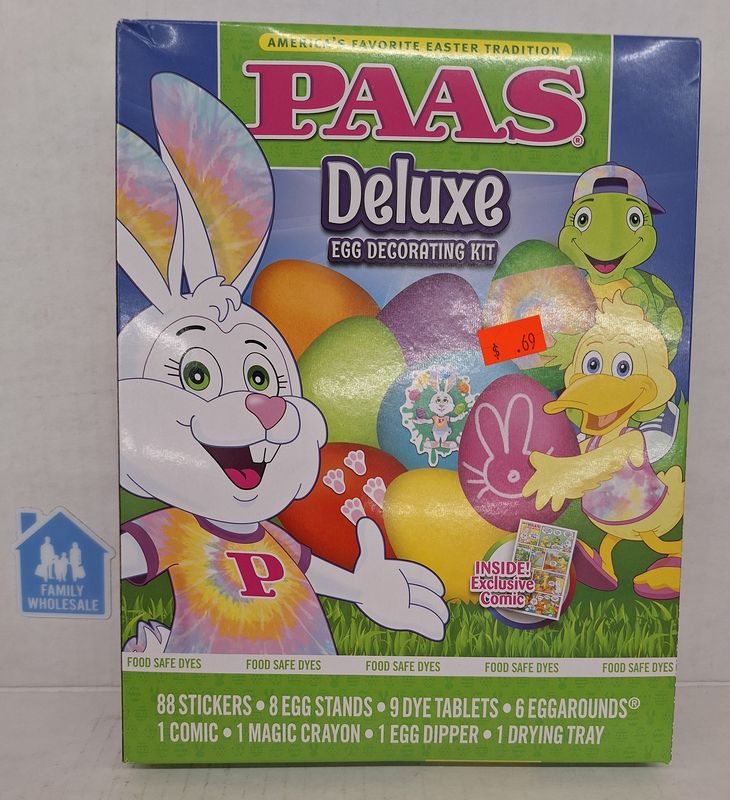 AMERICA'S FAVORITE EASTER TRADITION
PAAS®
Deluxe
EGG DECORATING KIT
$ .69
P
INSIDE!
Exclusive
Comic
FAMILY
WHOLESALE
FOOD SAFE DYES FOOD SAFE DYES FOOD SAFE DYES FOOD SAFE DYES FOOD SAFE DYES
88 STICKERS • 8 EGG STANDS • 9 DYE TABLETS • 6 EGGAROUNDS®
1 COMIC • 1 MAGIC CRAYON • 1 EGG DIPPER • 1 DRYING TRAY